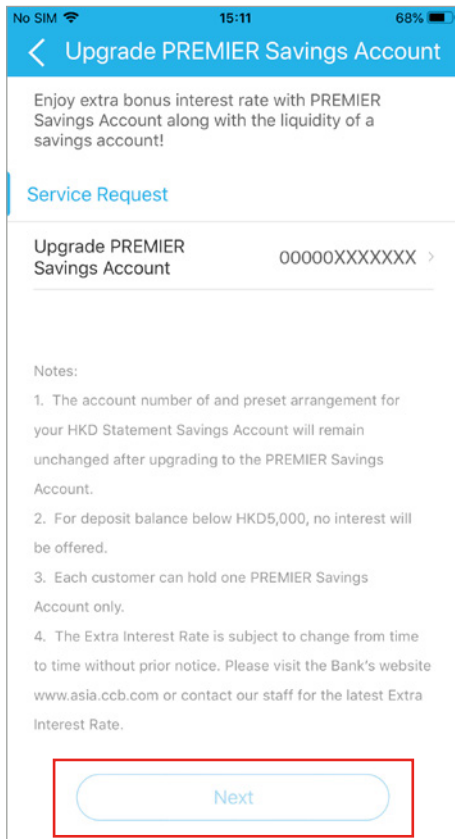 No SIM 15:11 68%
Upgrade PREMIER Savings Account
Enjoy extra bonus interest rate with PREMIER
Savings Account along with the liquidity of a
savings account!
Service Request
Upgrade PREMIER
Savings Account 00000XXXXXXX
Notes:
1. The account number of and preset arrangement for
your HKD Statement Savings Account will remain
unchanged after upgrading to the PREMIER Savings
Account.
2. For deposit balance below HKD5,000, no interest will
be offered.
3. Each customer can hold one PREMIER Savings
Account only.
4. The Extra Interest Rate is subject to change from time
to time without prior notice. Please visit the Bank's website
www.asia.ccb.com or contact our staff for the latest Extra
Interest Rate.
Next